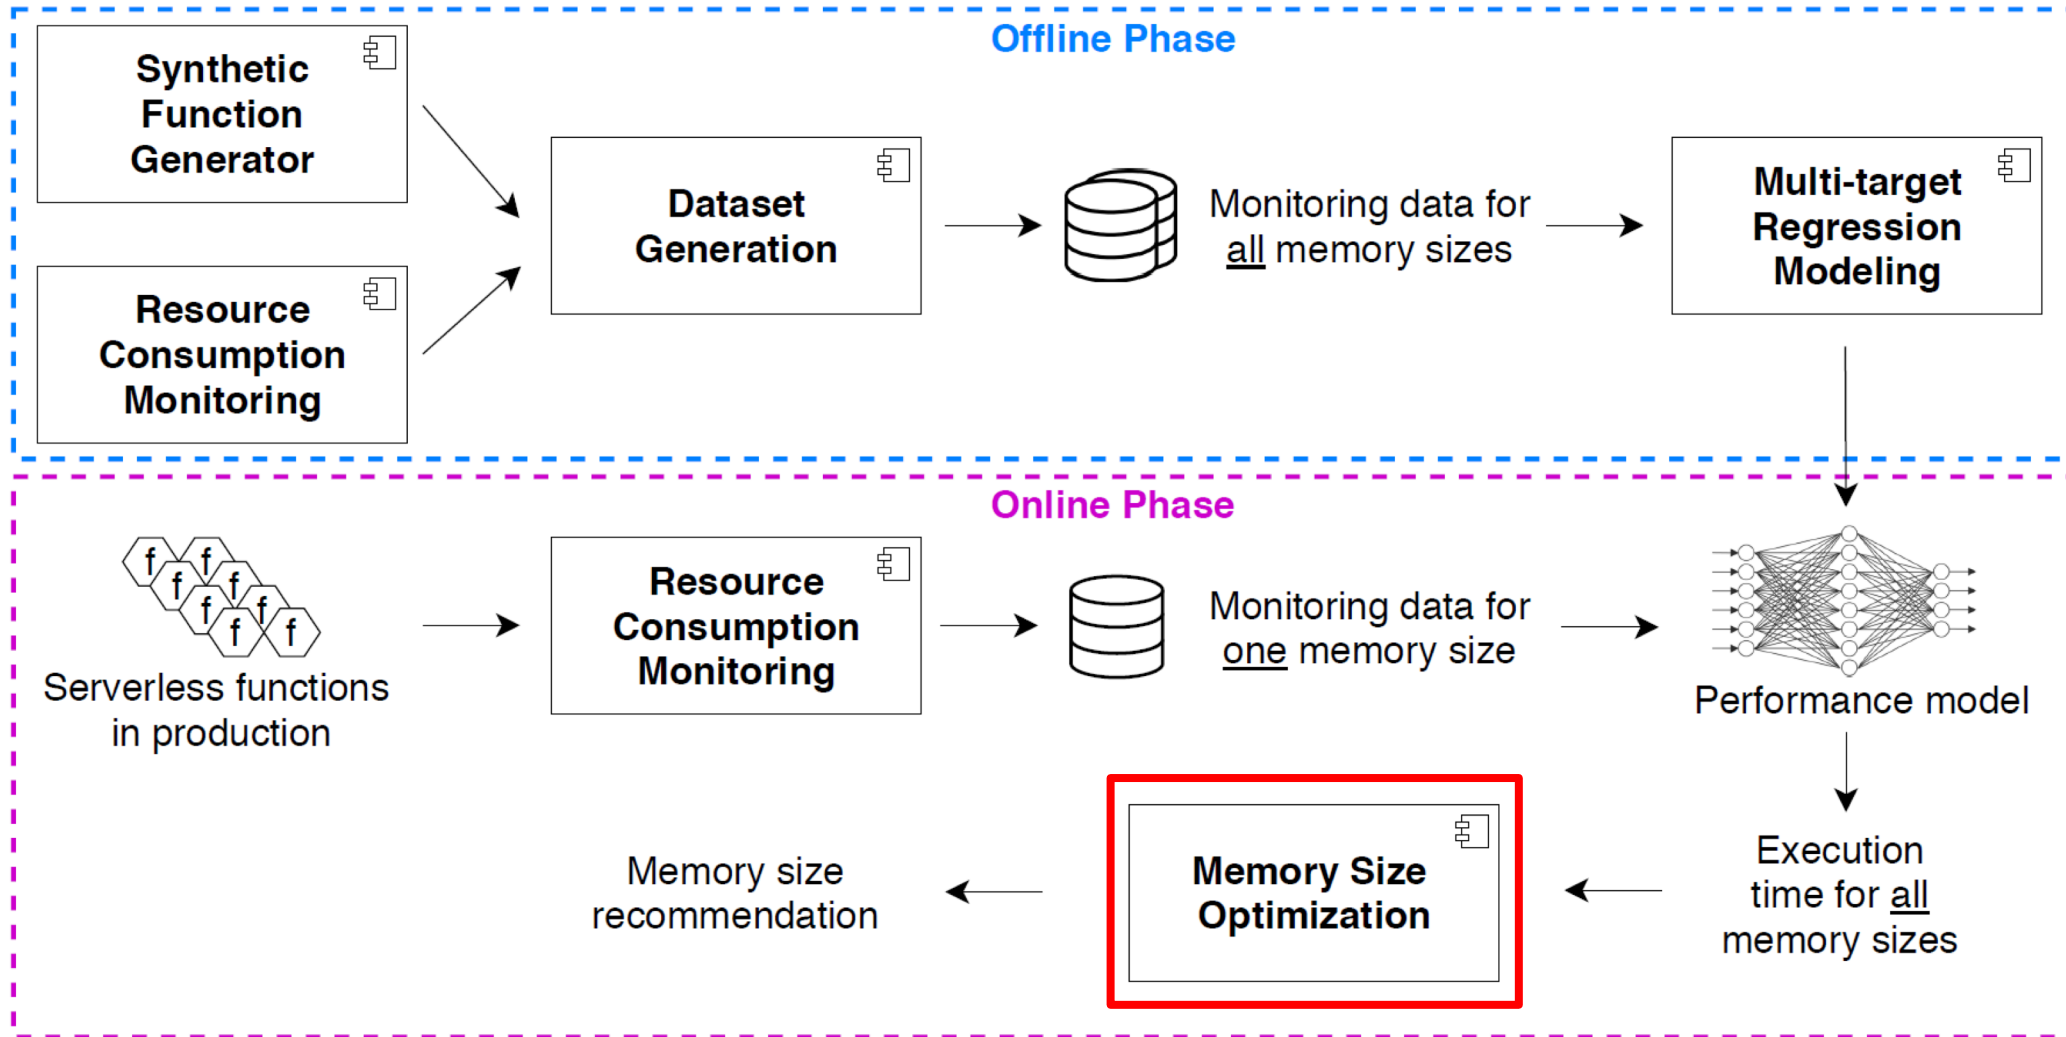 Offline Phase
Synthetic
Function
Generator
Resource
Consumption
Monitoring
Dataset
Generation
Monitoring data for
all memory sizes
Multi-target
Regression
Modeling
Online Phase
f f
f f
f f
f f
Serverless functions
in production
Resource
Consumption
Monitoring
Monitoring data for
one memory size
Performance model
Execution
time for all
memory sizes
Memory Size
Optimization
Memory size
recommendation